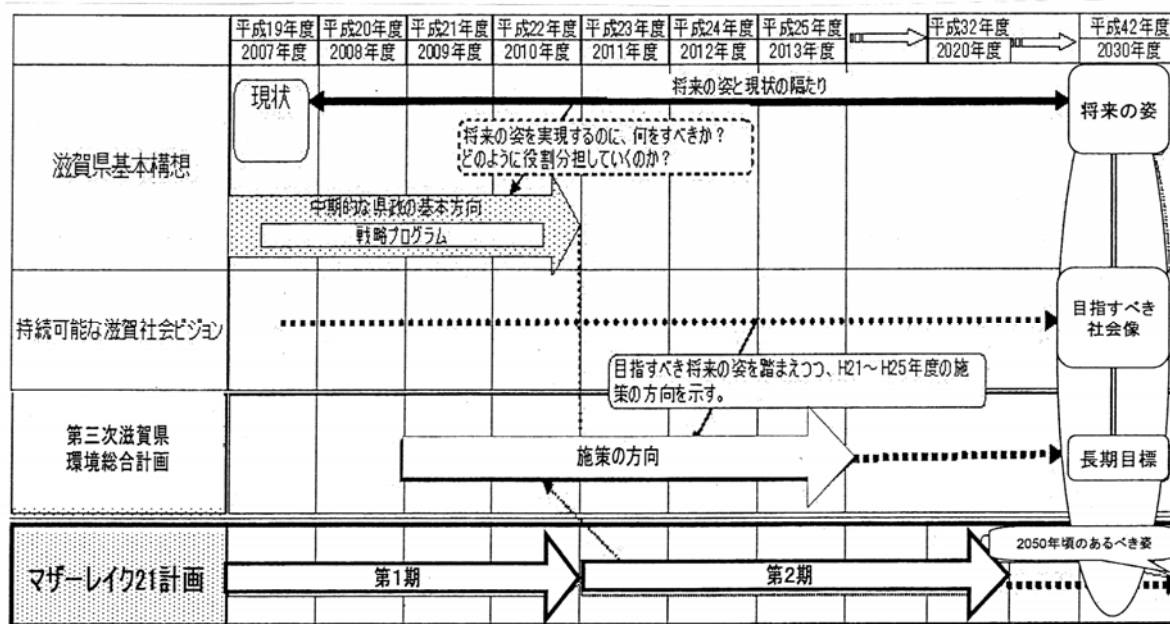 平成19年度 平成20年度 平成21年度 平成22年度 平成23年度 平成24年度 平成25年度 平成32年度 平成42年度
2007年度 2008年度 2009年度 2010年度 2011年度 2012年度 2013年度 2020年度 2030年度
滋賀県基本構想
現状
将来の姿と現状の隔たり
将来の姿
将来の姿を実現するのに、何をすべきか？
どのように役割分担していくのか？
中期的な県政の基本方向
戦略プログラム
持続可能な滋賀社会ビジョン
目指すべき
社会像
目指すべき将来の姿を踏まえつつ、H21～H25年度の施
策の方向を示す。
第三次滋賀県
環境総合計画
施策の方向
長期目標
マザーレイク21計画
第1期
第2期
2050年頃のあるべき姿